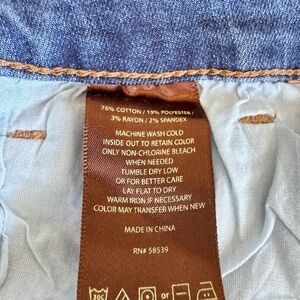 76% COTTON / 19% POLYESTER /
3% RAYON / 2% SPANDEX
MACHINE WASH COLD
INSIDE OUT TO RETAIN COLOR
ONLY NON-CHLORINE BLEACH
WHEN NEEDED
TUMBLE DRY LOW
OR FOR BETTER CARE
LAY FLAT TO DRY
WARM IRON IF NECESSARY
COLOR MAY TRANSFER WHEN NEW
MADE IN CHINA
RN# 58539
30C
or